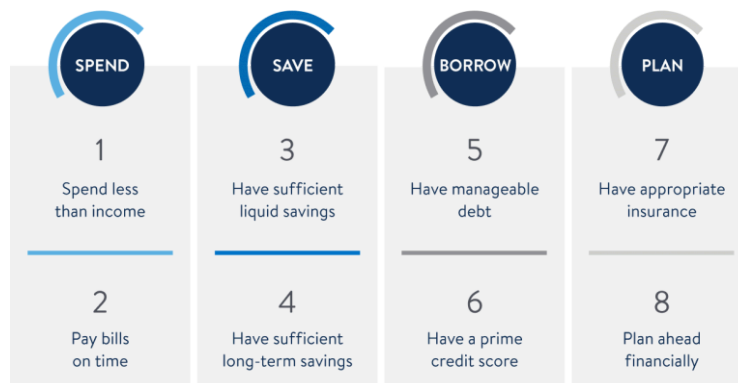 SPEND
1
Spend less
than income
2
Pay bills
on time
SAVE
3
Have sufficient
liquid savings
4
Have sufficient
long-term savings
BORROW
5
Have manageable
debt
6
Have a prime
credit score
PLAN
7
Have appropriate
insurance
8
Plan ahead
financially